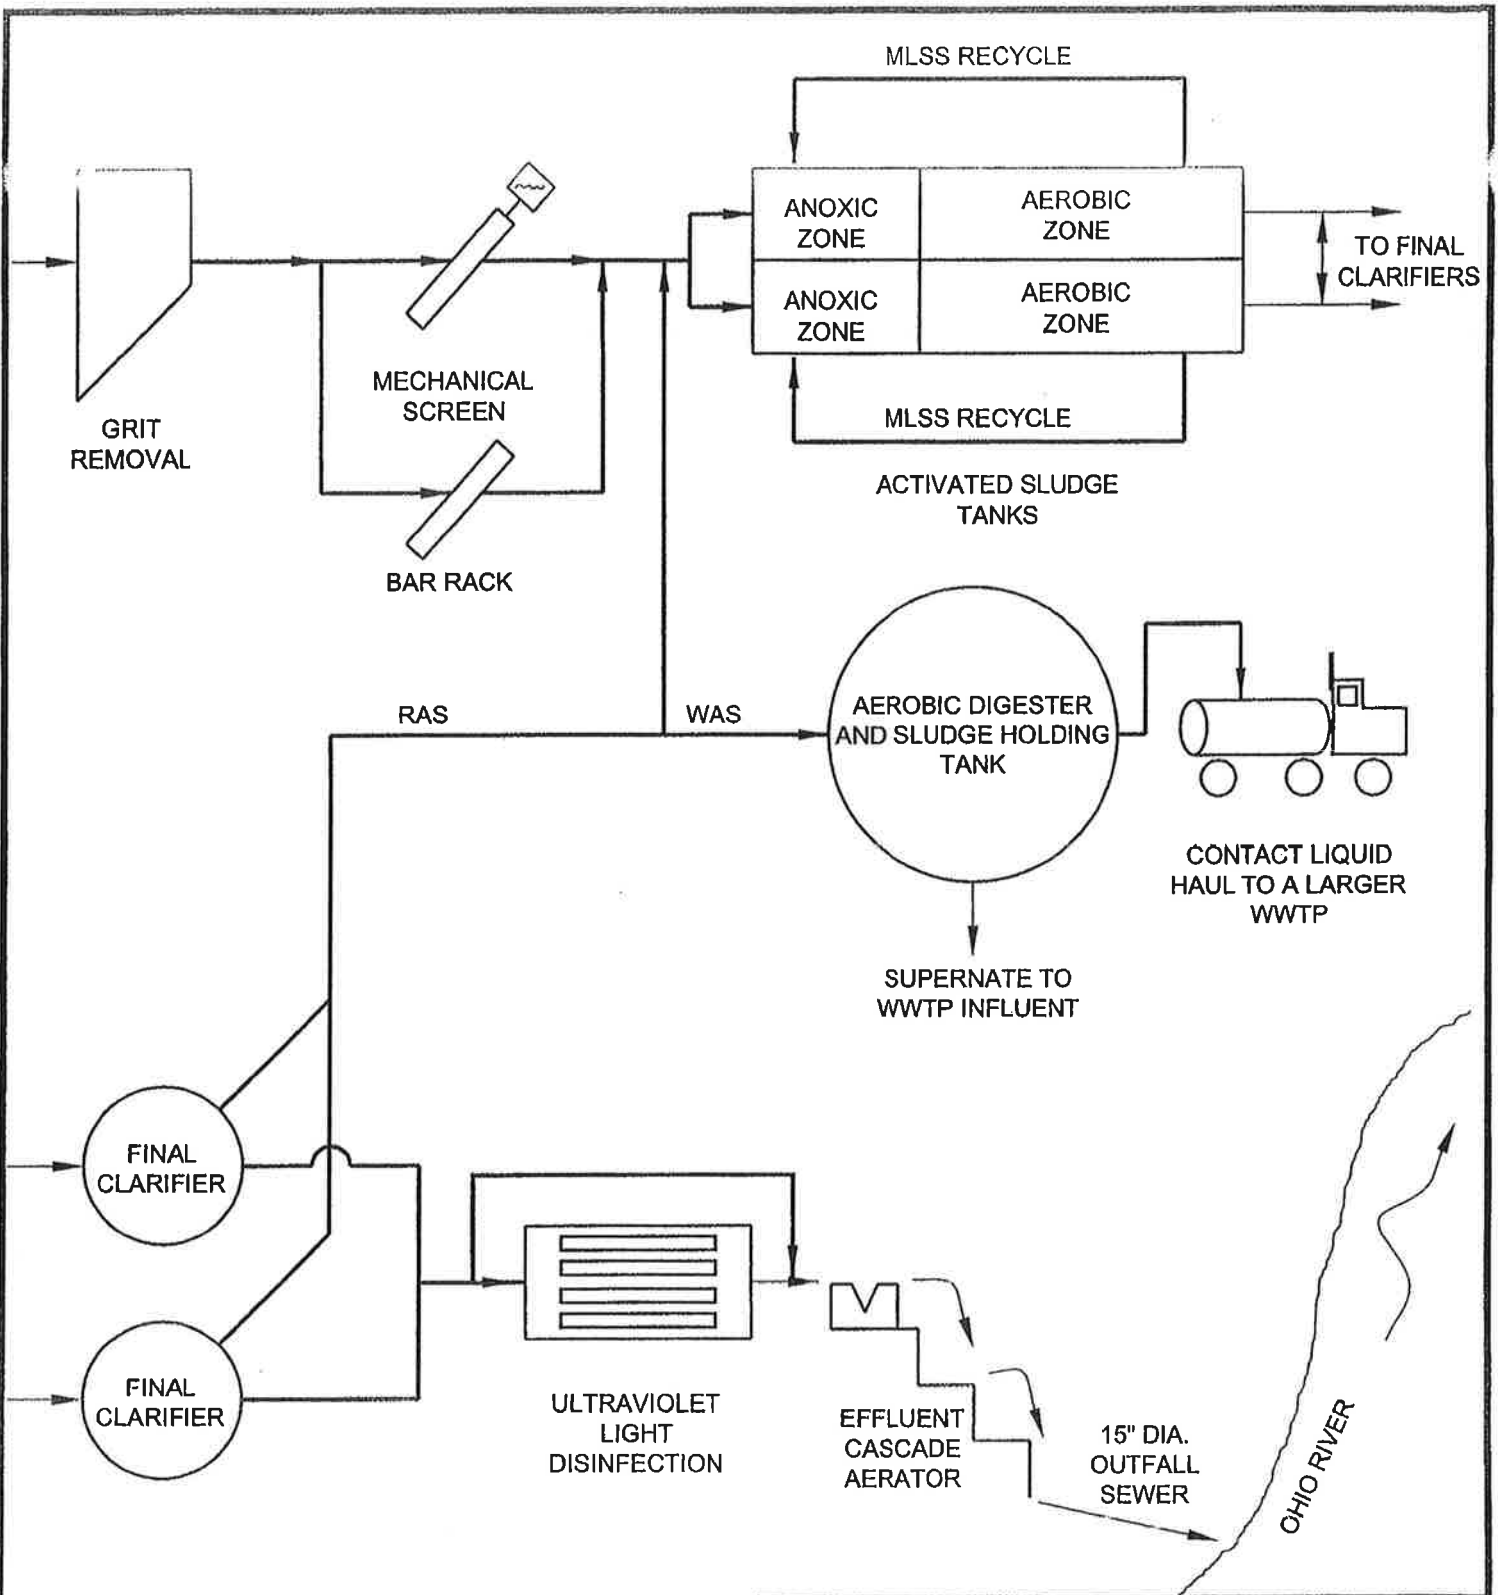 MLSS RECYCLE
ANOXIC
ZONE
AEROBIC
ZONE
TO FINAL
CLARIFIERS
ANOXIC
ZONE
AEROBIC
ZONE
MECHANICAL
SCREEN
GRIT
REMOVAL
MLSS RECYCLE
ACTIVATED SLUDGE
TANKS
BAR RACK
RAS
WAS
AEROBIC DIGESTER
AND SLUDGE HOLDING
TANK
CONTACT LIQUID
HAUL TO A LARGER
WWTP
SUPERNATE TO
WWTP INFLUENT
FINAL
CLARIFIER
FINAL
CLARIFIER
ULTRAVIOLET
LIGHT
DISINFECTION
EFFLUENT
CASCADE
AERATOR
15" DIA.
OUTFALL
SEWER
OHIO RIVER